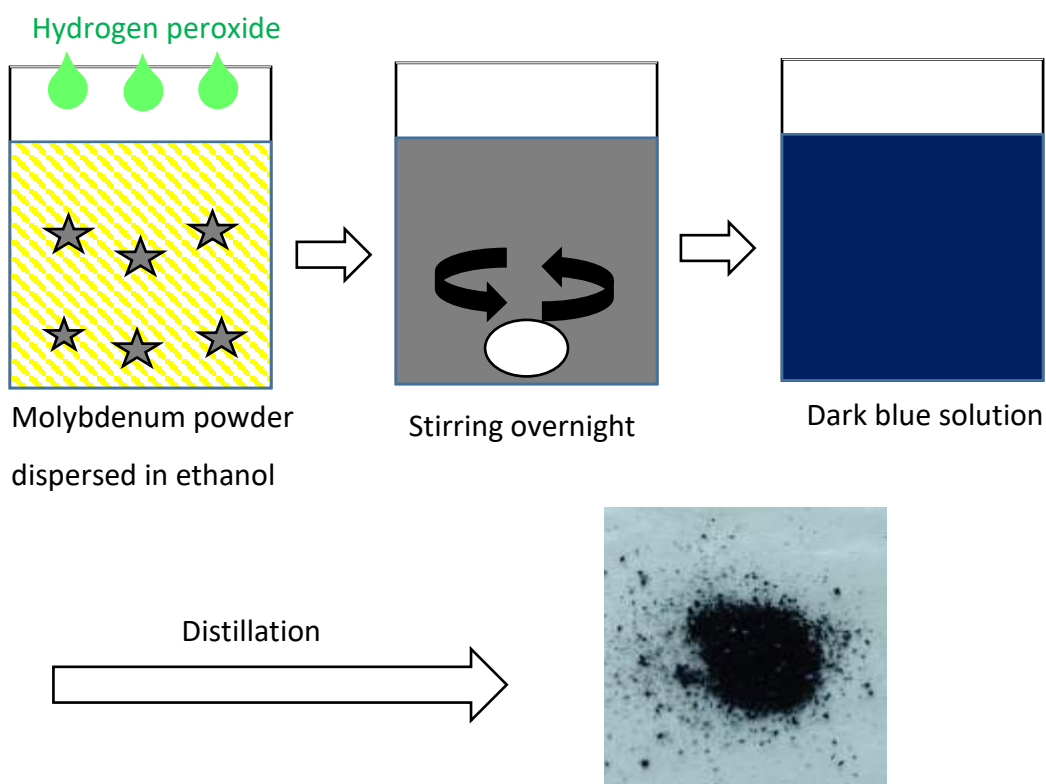 Hydrogen peroxide
Molybdenum powder
dispersed in ethanol
Stirring overnight
Dark blue solution
Distillation